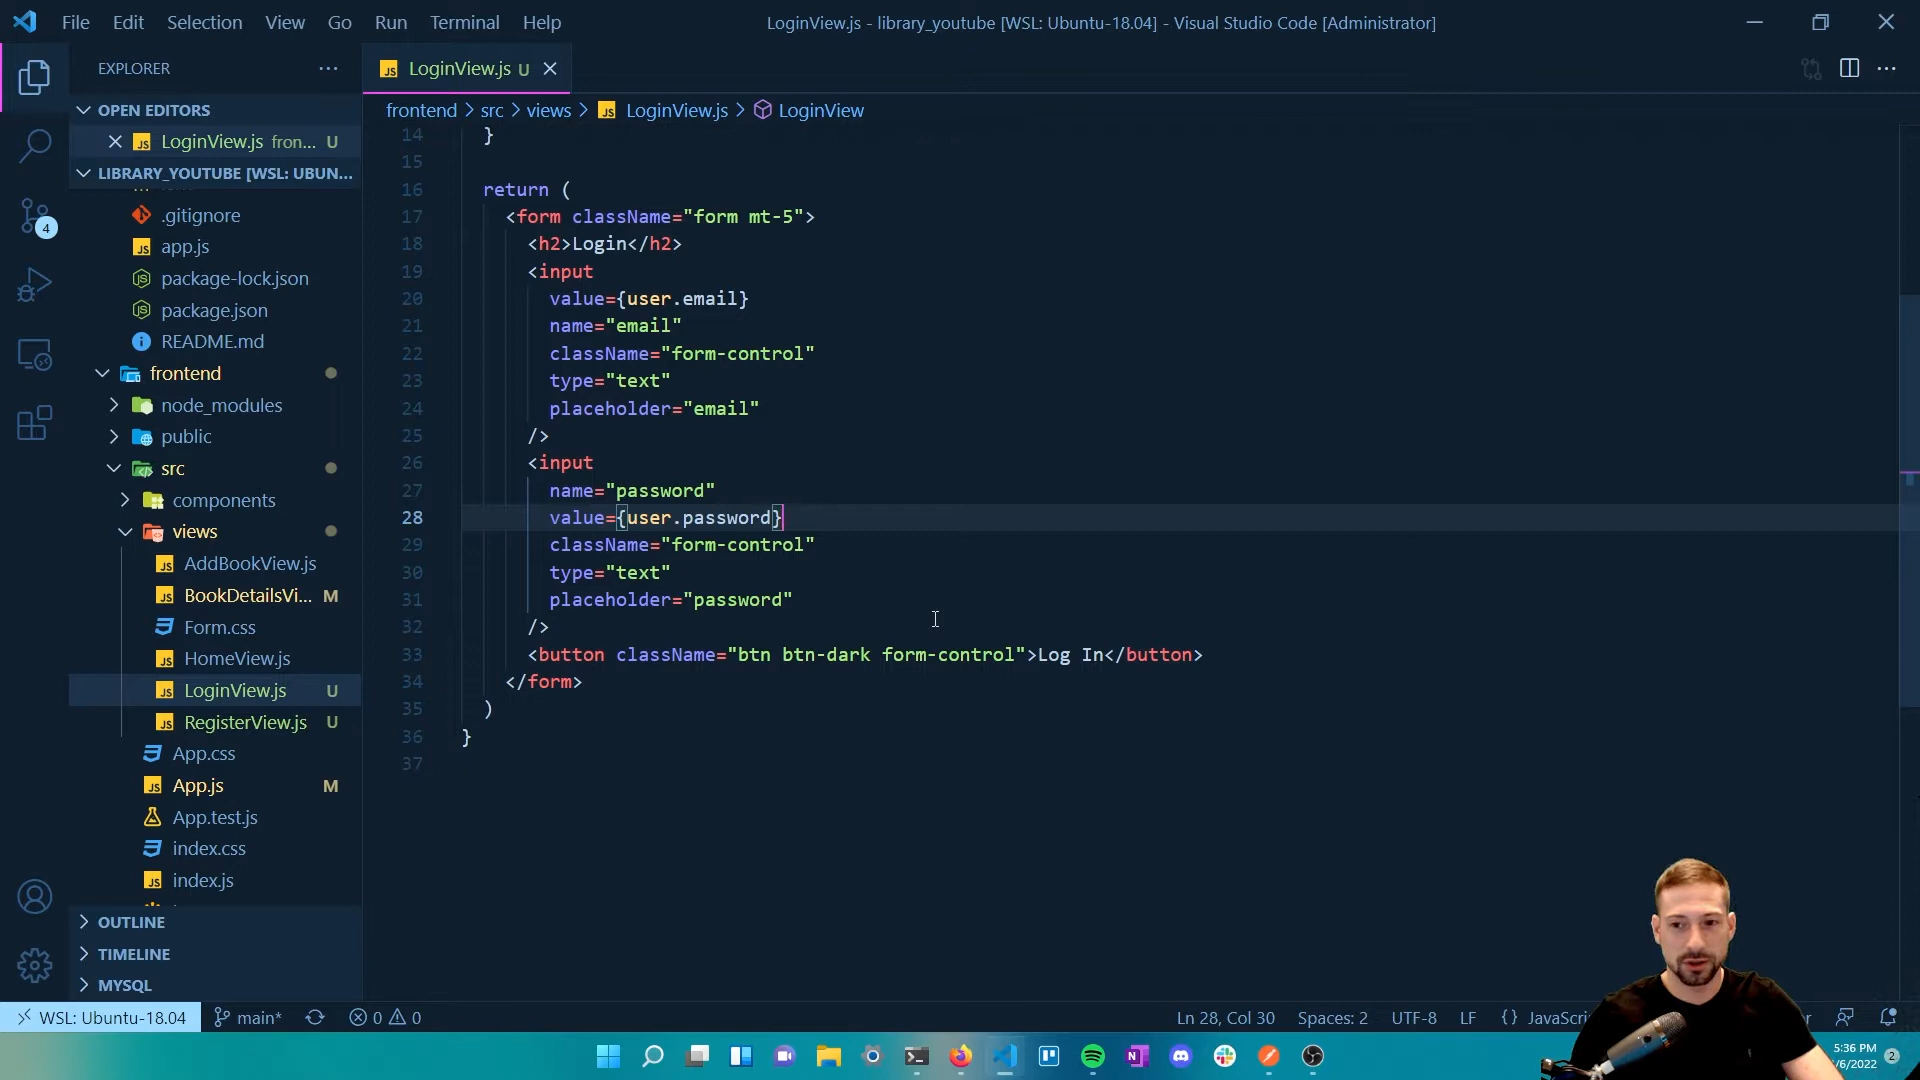 File Edit Selection View Go Run Terminal Help
LoginView.js - library_youtube [WSL: Ubuntu-18.04] - Visual Studio Code [Administrator]
EXPLORER
LoginView.js U
OPEN EDITORS
LoginView.js fron... U
LIBRARY_YOUTUBE [WSL: UBUN...
.gitignore
app.js
package-lock.json
package.json
README.md
frontend
node_modules
public
src
components
views
AddBookView.js
BookDetailsVi... M
Form.css
HomeView.js
LoginView.js U
RegisterView.js U
App.css
App.js M
App.test.js
index.css
index.js
OUTLINE
TIMELINE
MYSQL
4
frontend > src > views > LoginView.js > LoginView
14 }
15
16 return (
17 <form className="form mt-5">
18 <h2>Login</h2>
19 <input
20 value={user.email}
21 name="email"
22 className="form-control"
23 type="text"
24 placeholder="email"
25 />
26 <input
27 name="password"
28 value={user.password}
29 className="form-control"
30 type="text"
31 placeholder="password"
32 />
33 <button className="btn btn-dark form-control">Log In</button>
34 </form>
35 )
36 }
37
WSL: Ubuntu-18.04 main* 0 0 Ln 28, Col 30 Spaces: 2 UTF-8 LF {}
5:36 PM
/6/2022 2